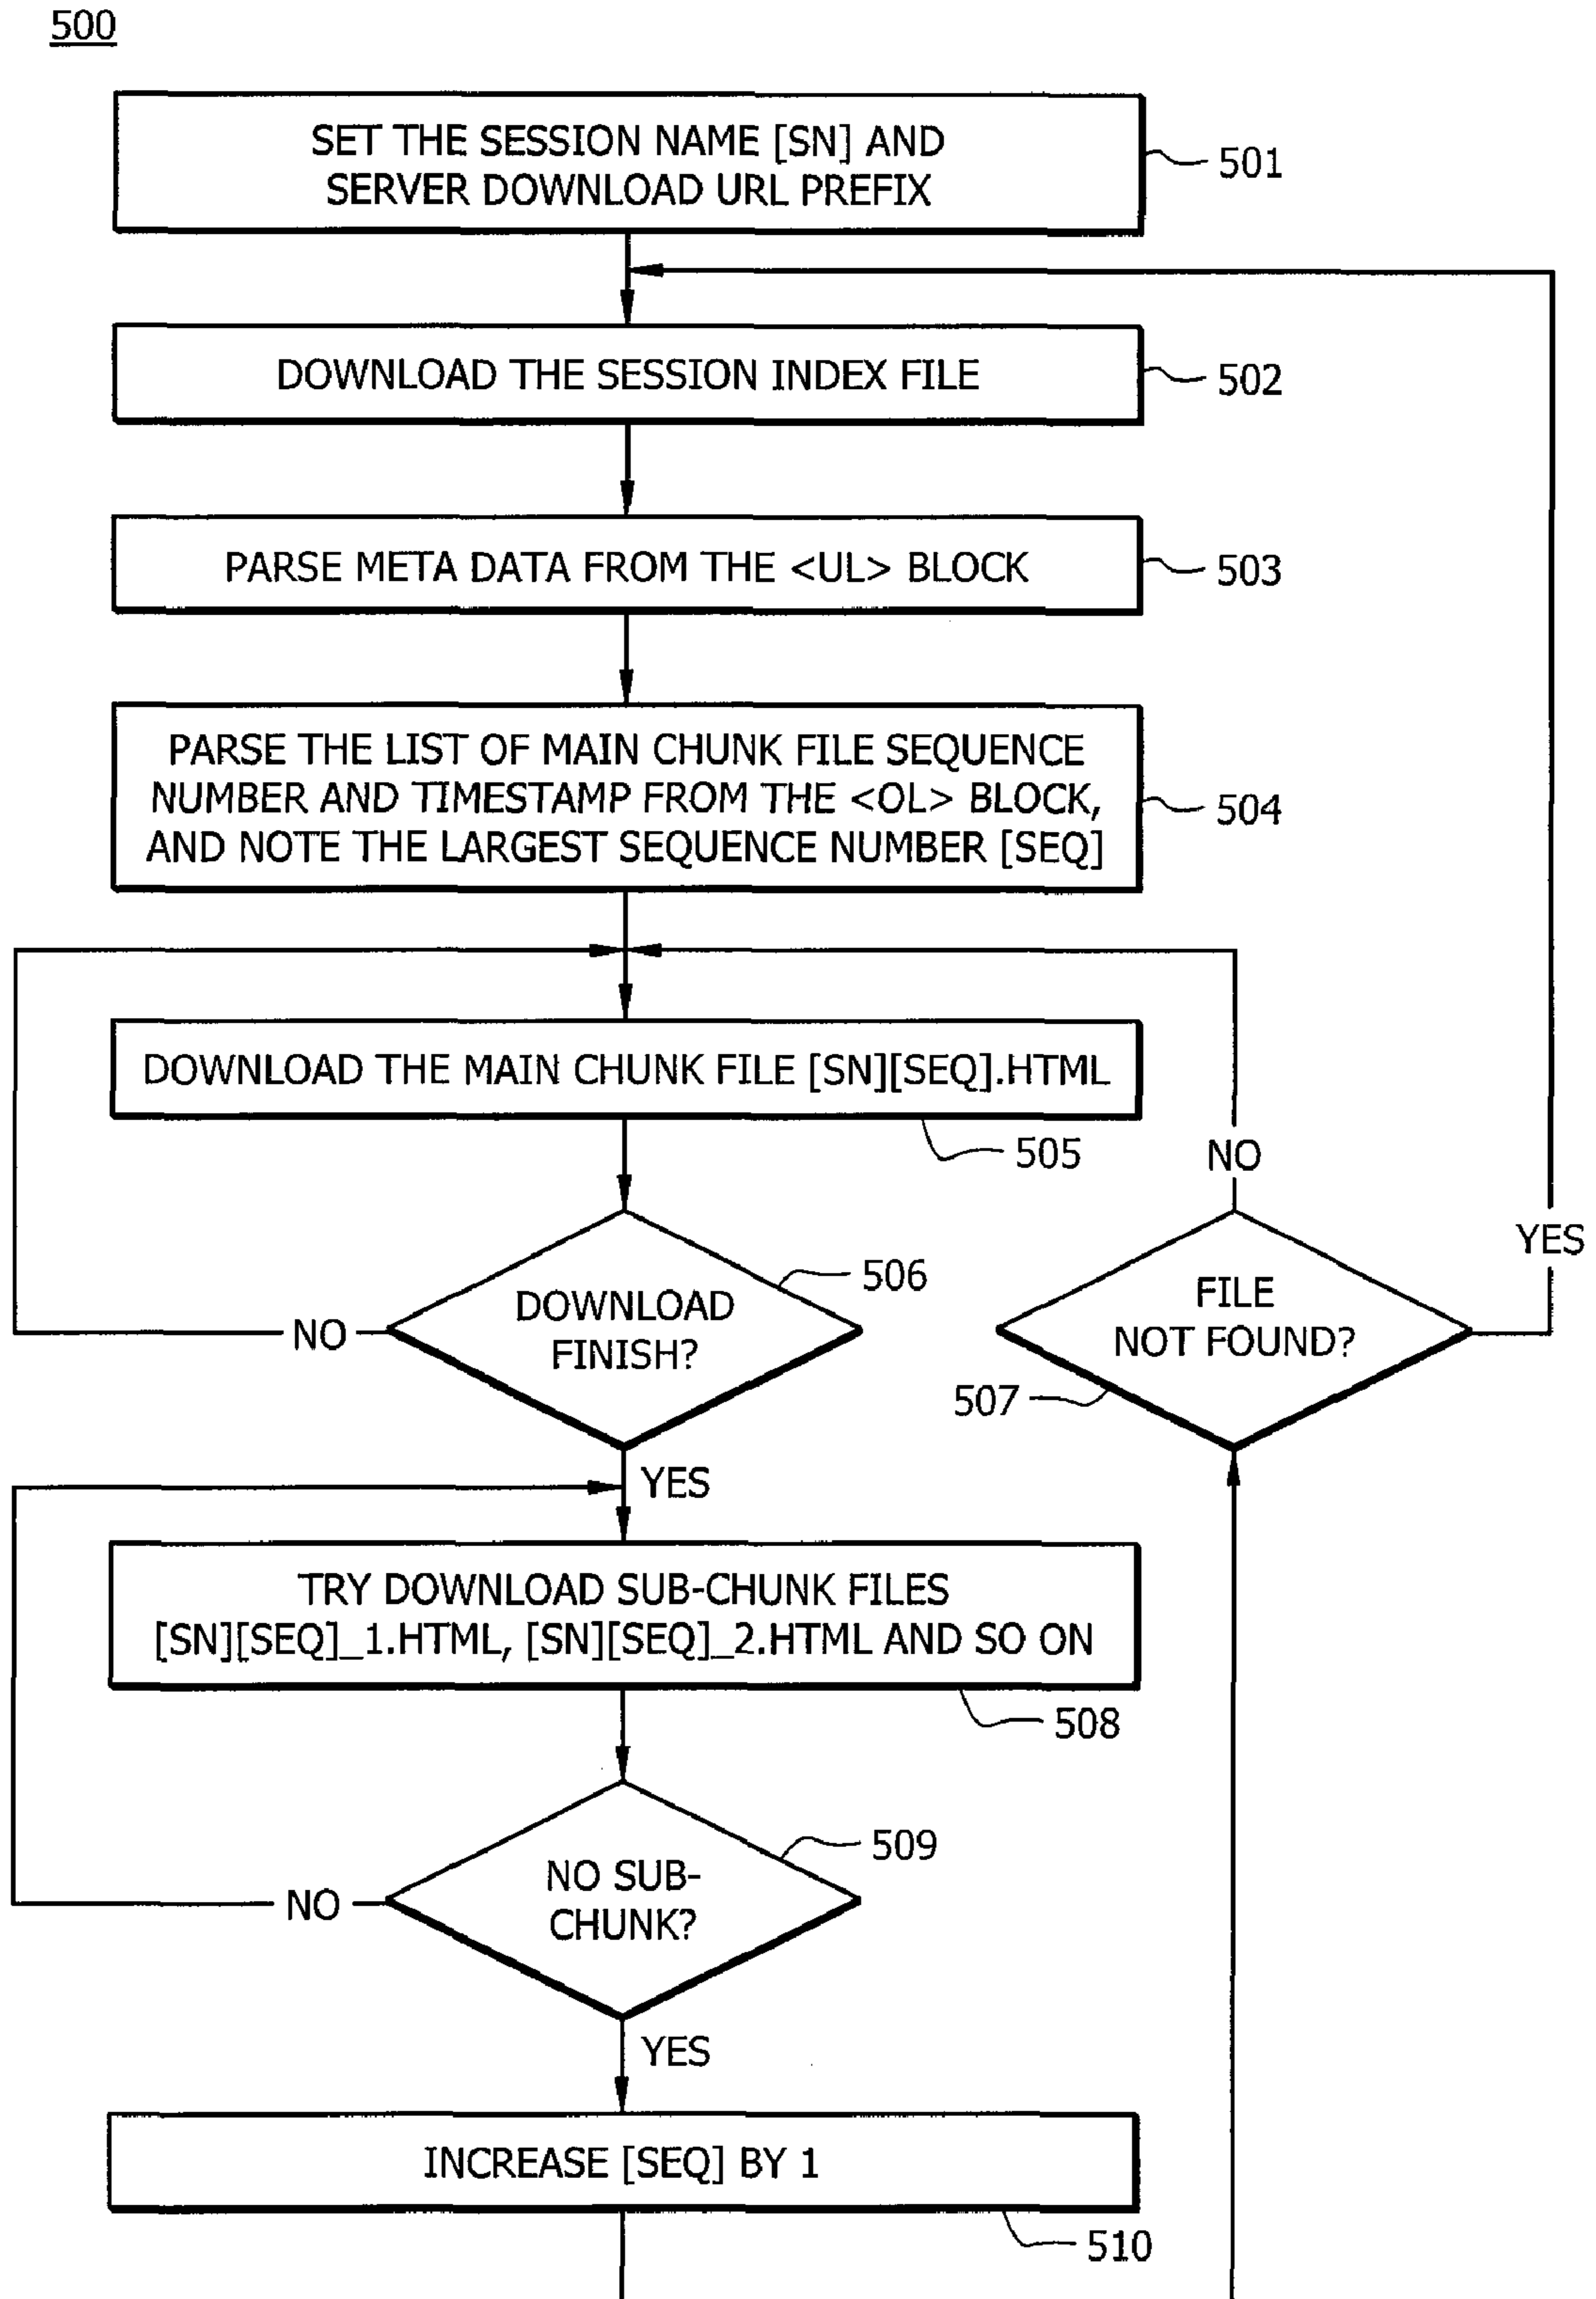 500
SET THE SESSION NAME [SN] AND
SERVER DOWNLOAD URL PREFIX
501
DOWNLOAD THE SESSION INDEX FILE
502
PARSE META DATA FROM THE <UL> BLOCK
503
PARSE THE LIST OF MAIN CHUNK FILE SEQUENCE
NUMBER AND TIMESTAMP FROM THE <OL> BLOCK,
AND NOTE THE LARGEST SEQUENCE NUMBER [SEQ]
504
DOWNLOAD THE MAIN CHUNK FILE [SN][SEQ].HTML
505
NO
YES
DOWNLOAD
FINISH?
506
NO
FILE
NOT FOUND?
507
YES
TRY DOWNLOAD SUB-CHUNK FILES
[SN][SEQ]_1.HTML, [SN][SEQ]_2.HTML AND SO ON
508
NO SUB-
CHUNK?
509
NO
YES
INCREASE [SEQ] BY 1
510